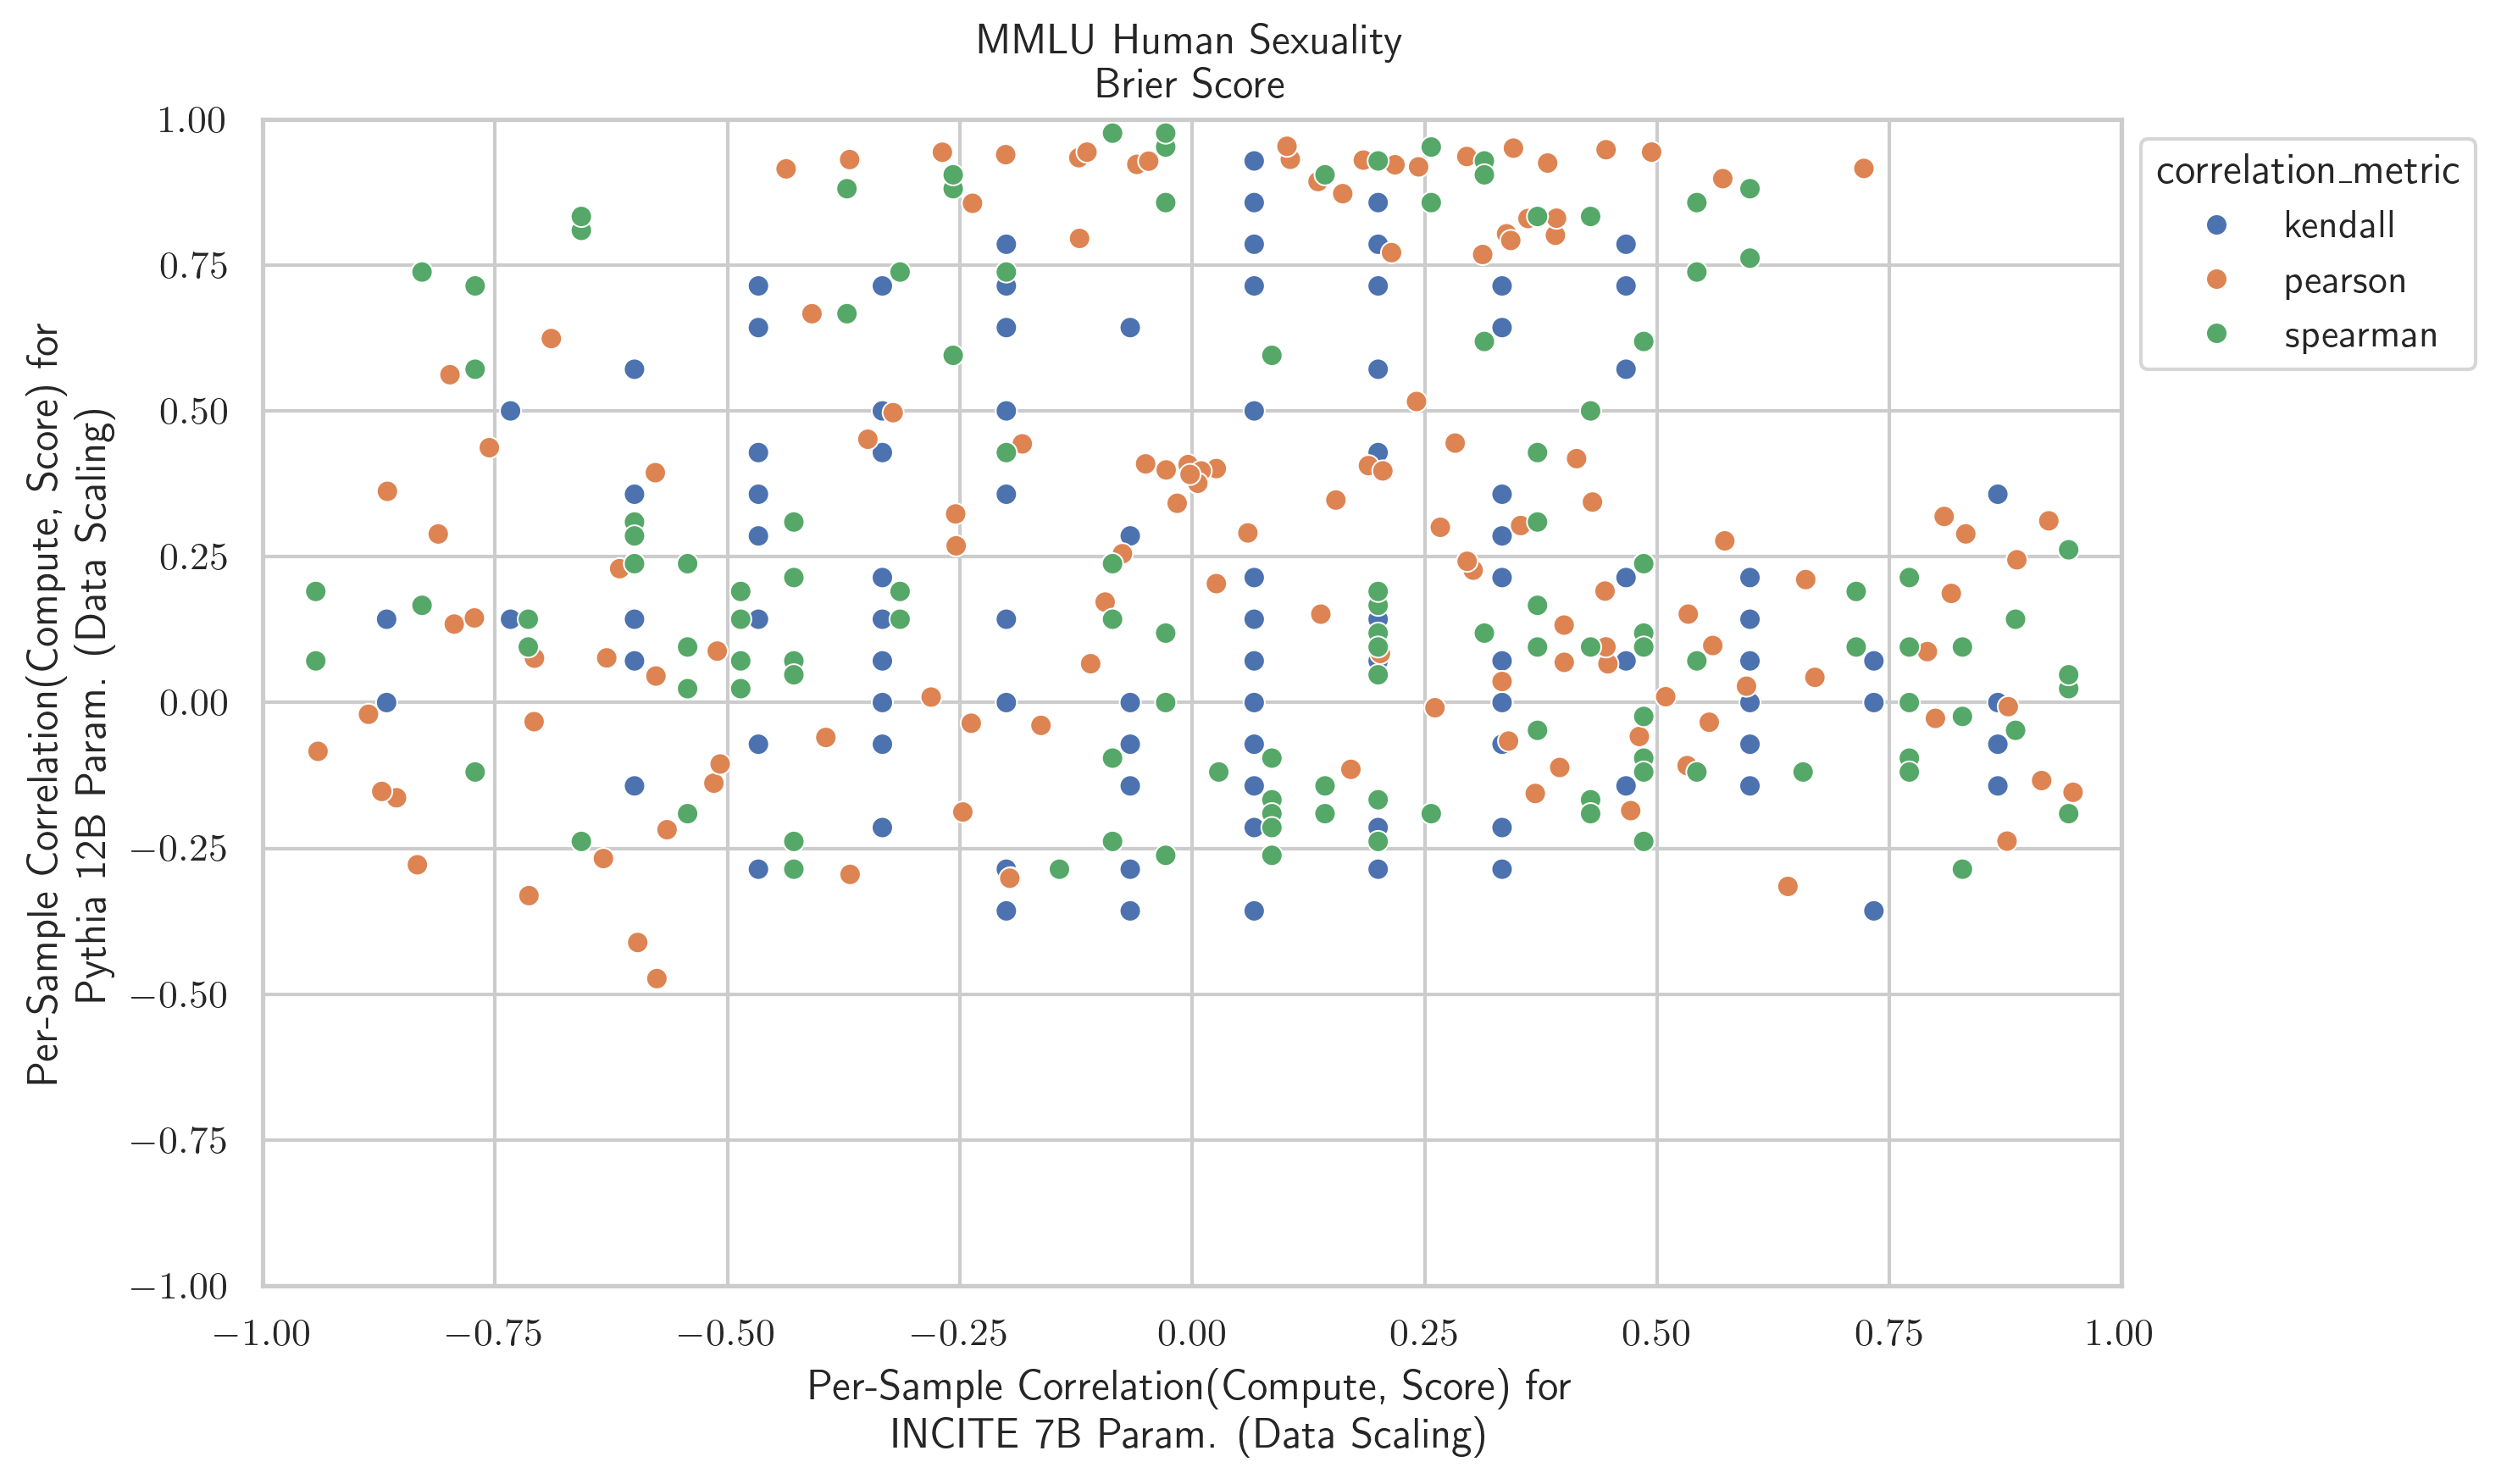 MMLU Human Sexuality
Brier Score
1.00
0.75
0.50
0.25
0.00
−0.25
−0.50
−0.75
−1.00
Per-Sample Correlation(Compute, Score) for
Pythia 12B Param. (Data Scaling)
correlation_metric
kendall
pearson
spearman
−1.00 −0.75 −0.50 −0.25 0.00 0.25 0.50 0.75 1.00
Per-Sample Correlation(Compute, Score) for
INCITE 7B Param. (Data Scaling)